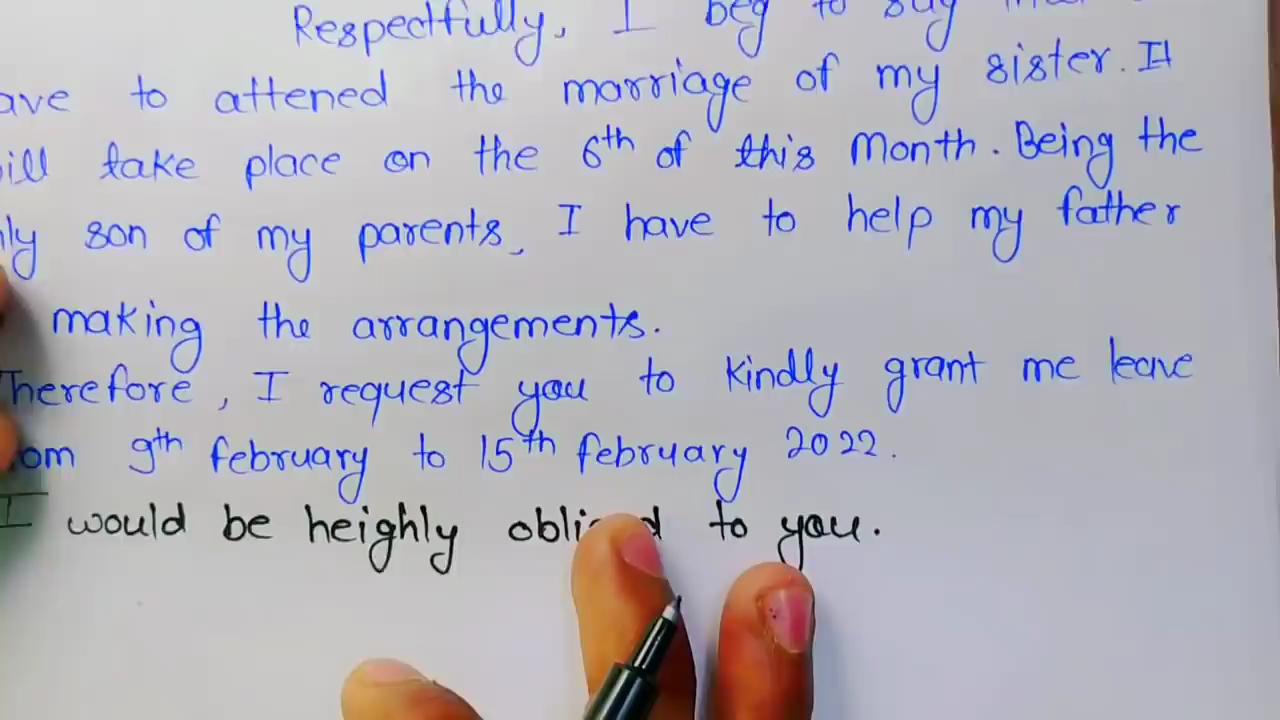 Respectfully, I beg to say
ave to attened the marriage of my sister. It
ill take place on the 6th of this Month. Being the
ly son of my parents, I have to help my father
making the arrangements.
Therefore, I request you to kindly grant me leave
om 9th february to 15th february 2022.
I would be heighly to you.